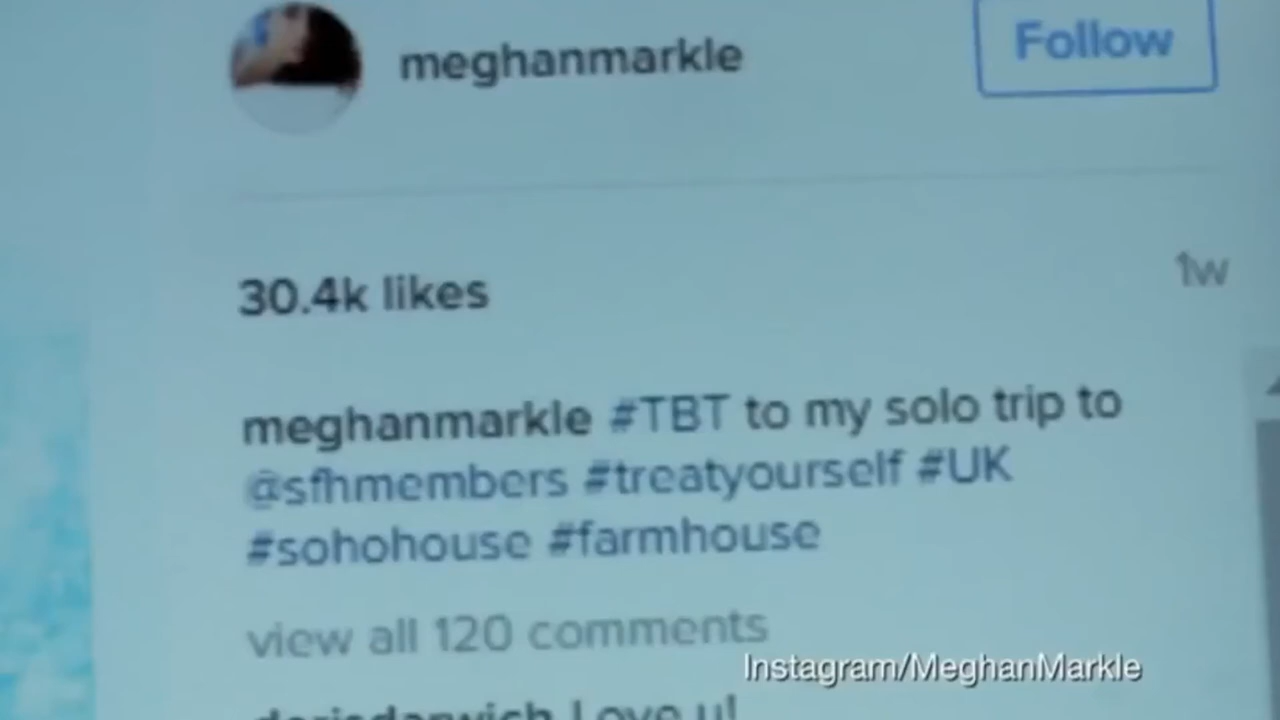 meghanmarkle
Follow
30.4k likes
1w
meghanmarkle #TBT to my solo trip to
@sfhmembers #treatyourself #UK
#sohohouse #farmhouse
view all 120 comments
Instagram/MeghanMarkle
Love u!